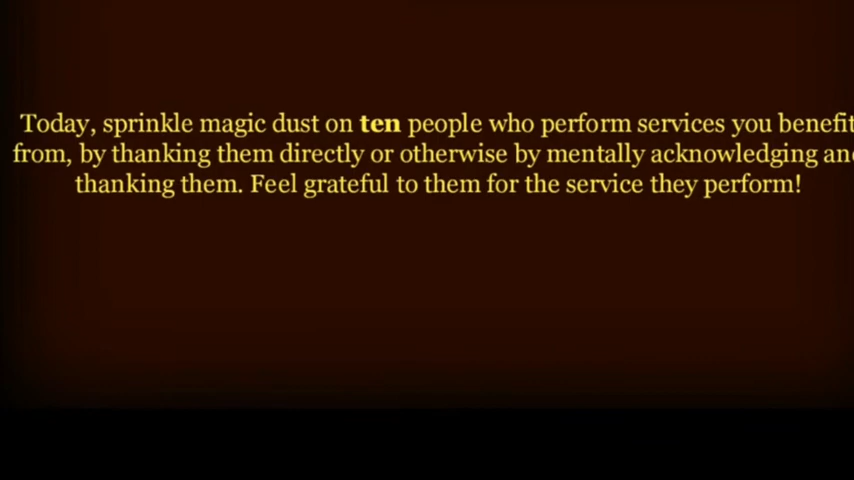 Today, sprinkle magic dust on ten people who perform services you benefit
from, by thanking them directly or otherwise by mentally acknowledging and
thanking them. Feel grateful to them for the service they perform!